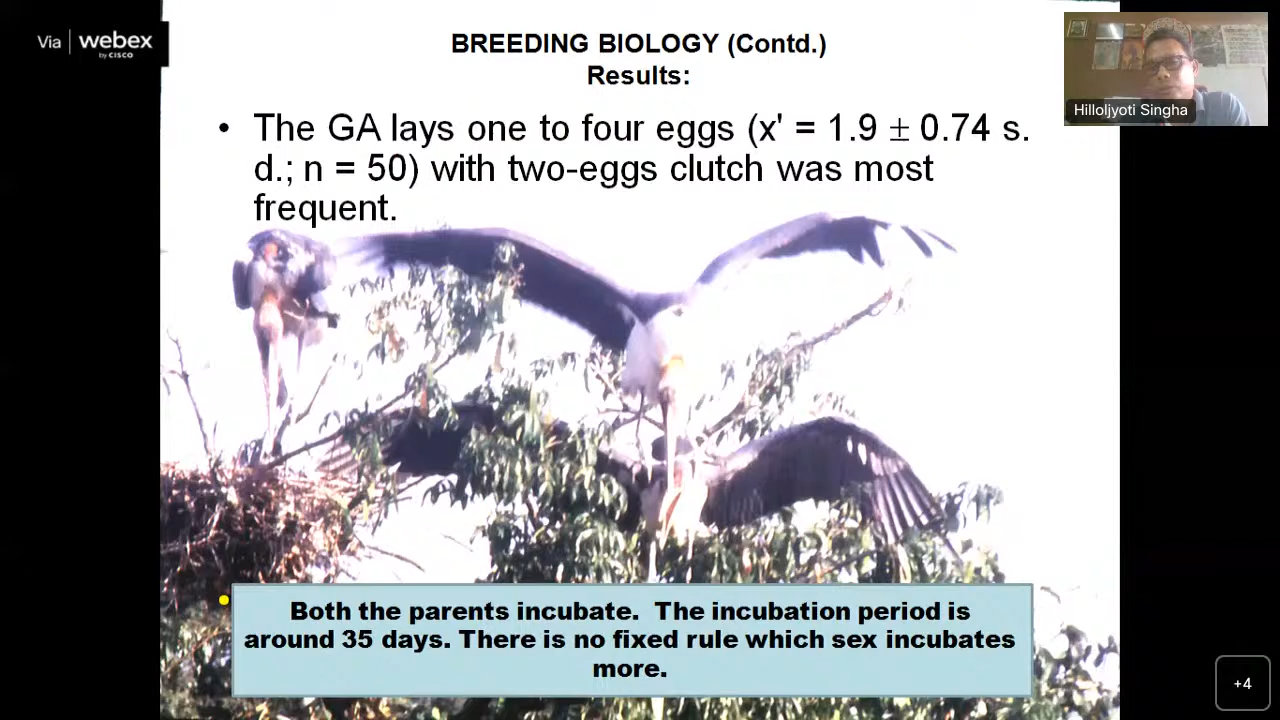 Via | webex
by CISCO
BREEDING BIOLOGY (Contd.)
Results:
Hilloljyoti Singha
• The GA lays one to four eggs (x' = 1.9 ± 0.74 s.
d.; n = 50) with two-eggs clutch was most
frequent.
Both the parents incubate. The incubation period is
around 35 days. There is no fixed rule which sex incubates
more.
+4